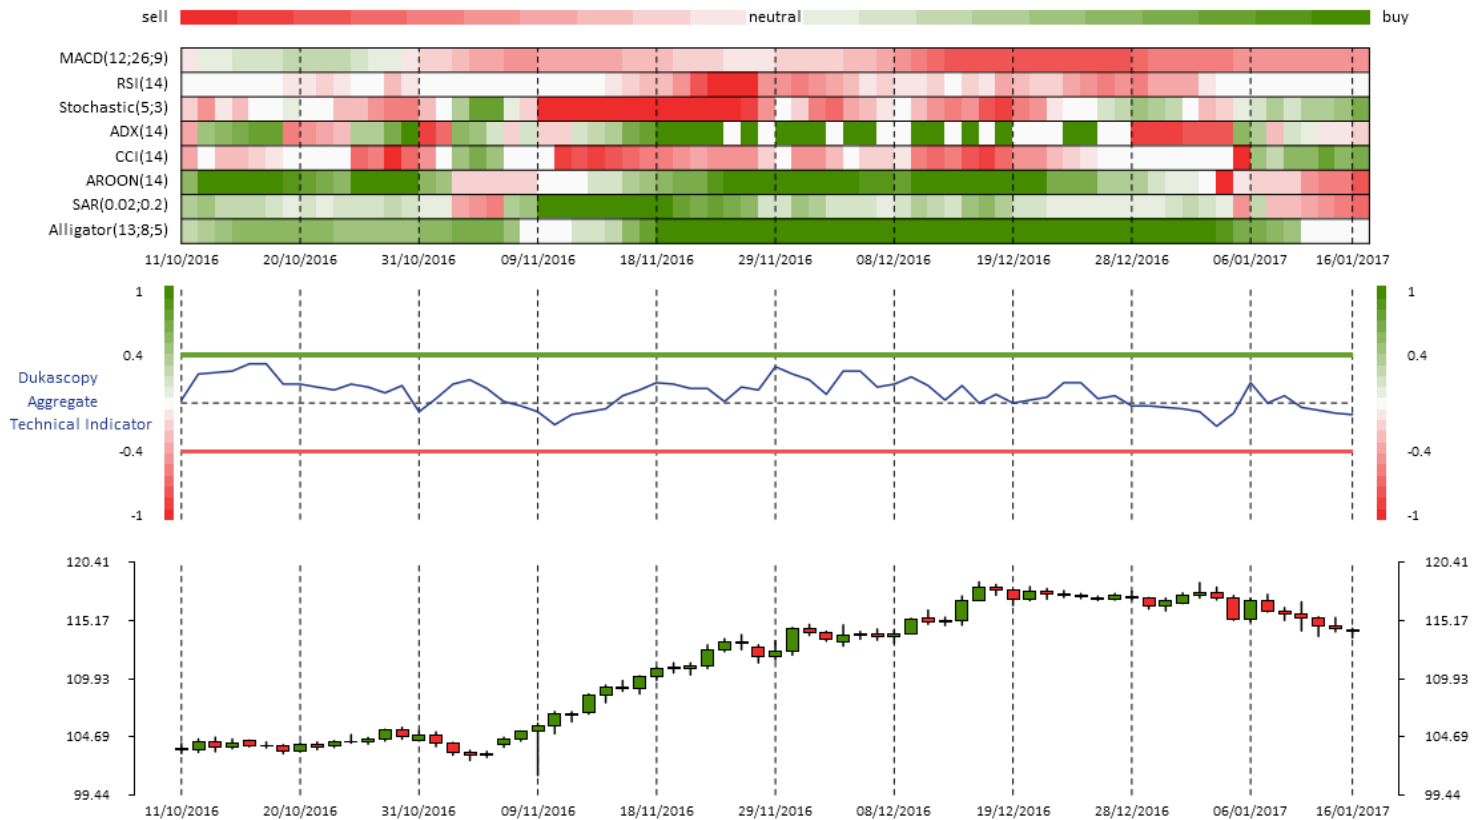 sell neutral buy
MACD(12;26;9)
RSI(14)
Stochastic(5;3)
ADX(14)
CCI(14)
AROON(14)
SAR(0.02;0.2)
Alligator(13;8;5)
11/10/2016 20/10/2016 31/10/2016 09/11/2016 18/11/2016 29/11/2016 08/12/2016 19/12/2016 28/12/2016 06/01/2017 16/01/2017
1 1
0.4 0.4
Dukascopy
Aggregate
Technical Indicator
-0.4 -0.4
-1 -1
120.41 120.41
115.17 115.17
109.93 109.93
104.69 104.69
99.44 99.44
11/10/2016 20/10/2016 31/10/2016 09/11/2016 18/11/2016 29/11/2016 08/12/2016 19/12/2016 28/12/2016 06/01/2017 16/01/2017